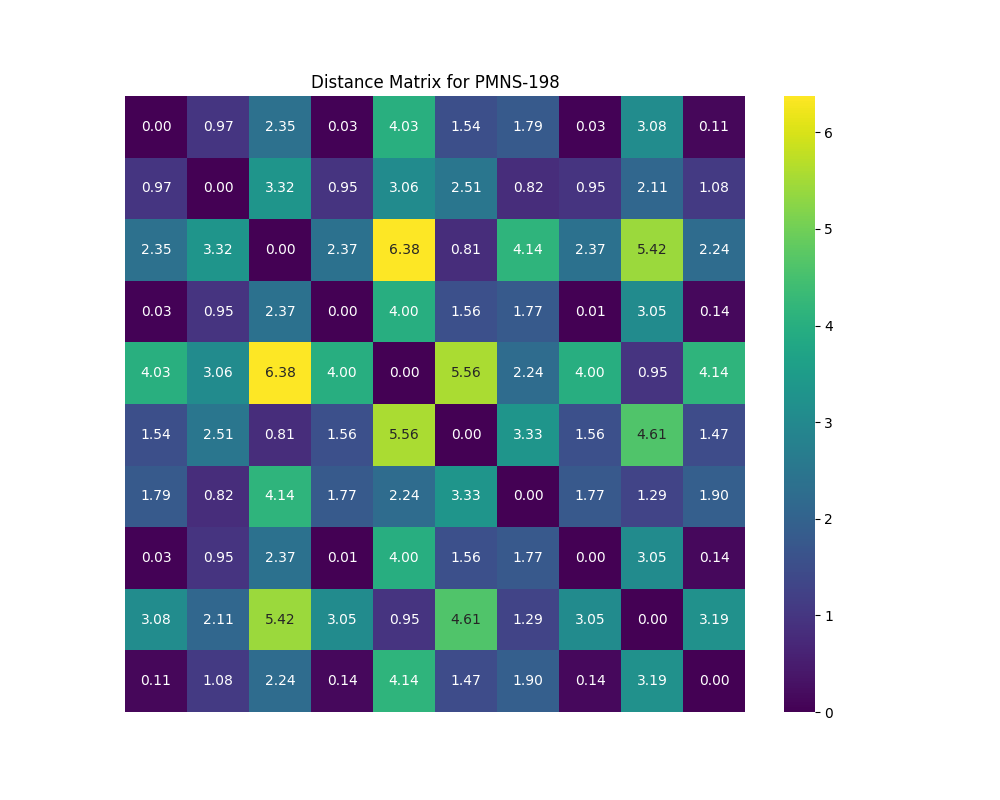 Distance Matrix for PMNS-198
0.00 0.97 2.35 0.03 4.03 1.54 1.79 0.03 3.08 0.11
0.97 0.00 3.32 0.95 3.06 2.51 0.82 0.95 2.11 1.08
2.35 3.32 0.00 2.37 6.38 0.81 4.14 2.37 5.42 2.24
0.03 0.95 2.37 0.00 4.00 1.56 1.77 0.01 3.05 0.14
4.03 3.06 6.38 4.00 0.00 5.56 2.24 4.00 0.95 4.14
1.54 2.51 0.81 1.56 5.56 0.00 3.33 1.56 4.61 1.47
1.79 0.82 4.14 1.77 2.24 3.33 0.00 1.77 1.29 1.90
0.03 0.95 2.37 0.01 4.00 1.56 1.77 0.00 3.05 0.14
3.08 2.11 5.42 3.05 0.95 4.61 1.29 3.05 0.00 3.19
0.11 1.08 2.24 0.14 4.14 1.47 1.90 0.14 3.19 0.00
6
5
4
3
2
1
0